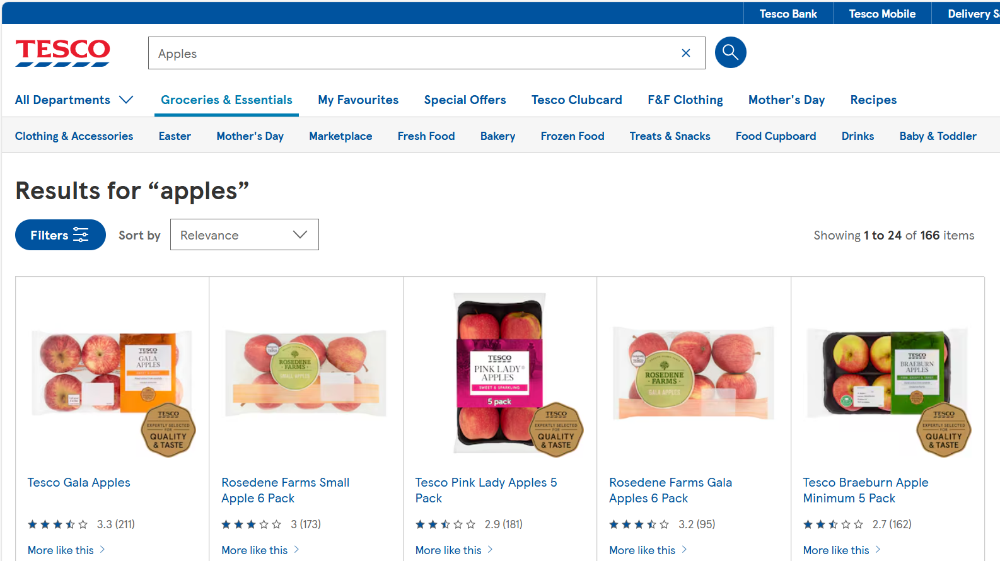 Tesco Bank
Tesco Mobile
Delivery S
TESCO
Apples
All Departments
Groceries & Essentials
My Favourites
Special Offers
Tesco Clubcard
F&F Clothing
Mother's Day
Recipes
Clothing & Accessories
Easter
Mother's Day
Marketplace
Fresh Food
Bakery
Frozen Food
Treats & Snacks
Food Cupboard
Drinks
Baby & Toddler
Results for “apples”
Filters
Sort by
Relevance
Showing 1 to 24 of 166 items
TESCO
GALA
APPLES
TESCO
EXPERTLY SELECTED
FOR
QUALITY
& TASTE
Tesco Gala Apples
3.3 (211)
More like this
ROSEDENE
FARMS
SMALL APPLES
Rosedene Farms Small
Apple 6 Pack
3 (173)
More like this
TESCO
PINK LADY®
APPLES
SWEET & SPARKLING
5 pack
TESCO
EXPERTLY SELECTED
FOR
QUALITY
& TASTE
Tesco Pink Lady Apples 5
Pack
2.9 (181)
More like this
ROSEDENE
FARMS
GALA APPLES
Rosedene Farms Gala
Apples 6 Pack
3.2 (95)
More like this
TESCO
BRAEBURN
APPLES
TESCO
EXPERTLY SELECTED
FOR
QUALITY
& TASTE
Tesco Braeburn Apple
Minimum 5 Pack
2.7 (162)
More like this